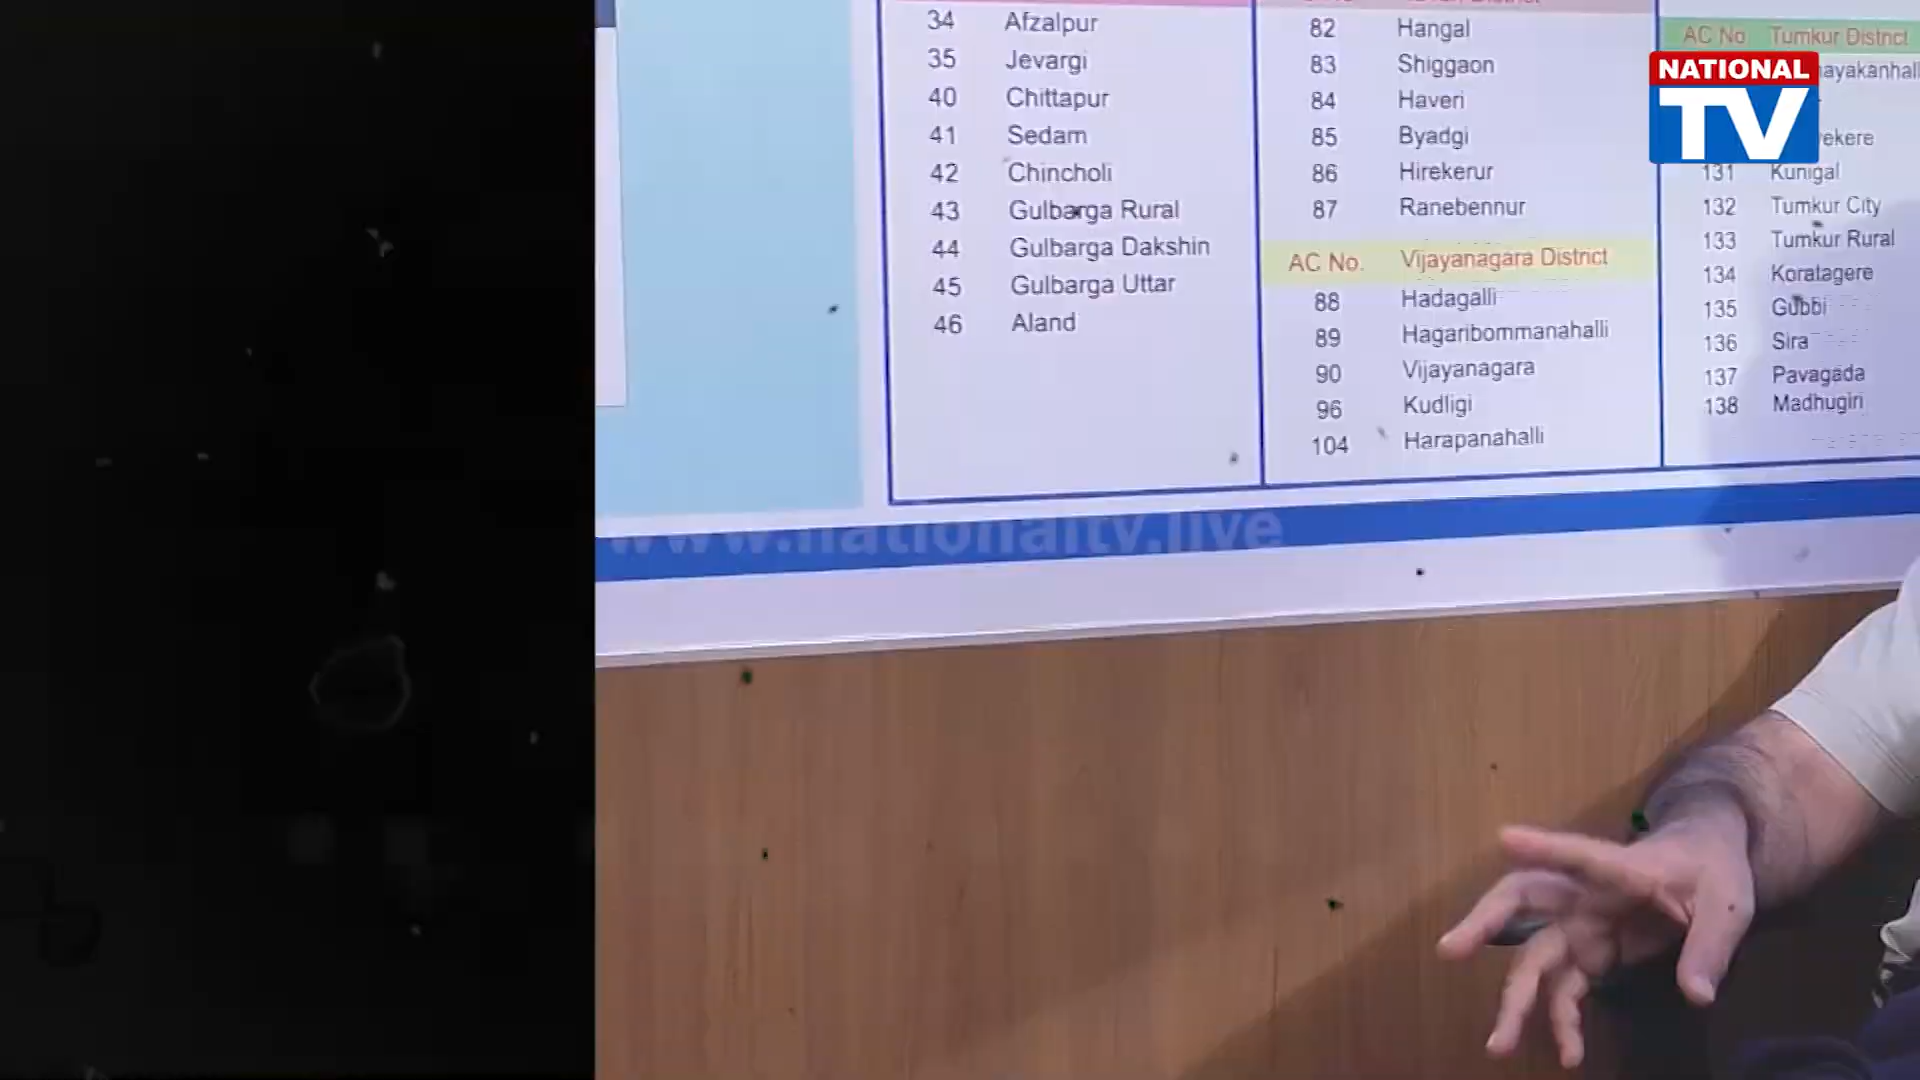 34 Afzalpur
35 Jevargi
40 Chittapur
41 Sedam
42 Chincholi
43 Gulbarga Rural
44 Gulbarga Dakshin
45 Gulbarga Uttar
46 Aland
82 Hangal
83 Shiggaon
84 Haveri
85 Byadgi
86 Hirekerur
87 Ranebennur
AC No. Vijayanagara District
88 Hadagalli
89 Hagaribommanahalli
90 Vijayanagara
96 Kudligi
104 Harapanahalli
AC No Tumkur District
131 Kunigal
132 Tumkur City
133 Tumkur Rural
134 Koratagere
135 Gubbi
136 Sira
137 Pavagada
138 Madhugiri
NATIONAL
TV
www.nationaltv.live